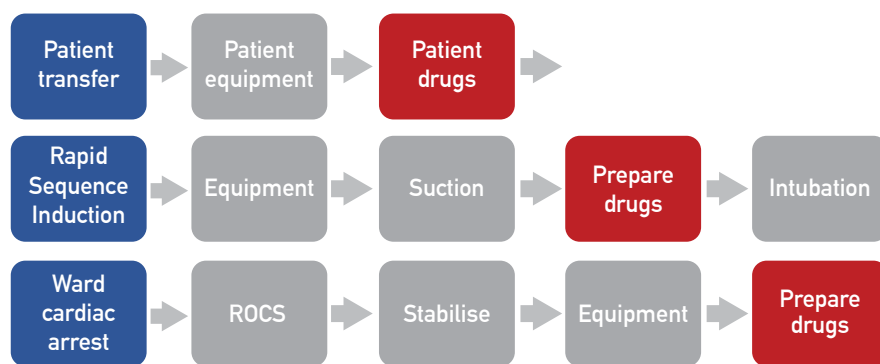 Patient
transfer
Patient
equipment
Patient
drugs
Rapid
Sequence
Induction
Equipment
Suction
Prepare
drugs
Intubation
Ward
cardiac
arrest
ROCS
Stabilise
Equipment
Prepare
drugs